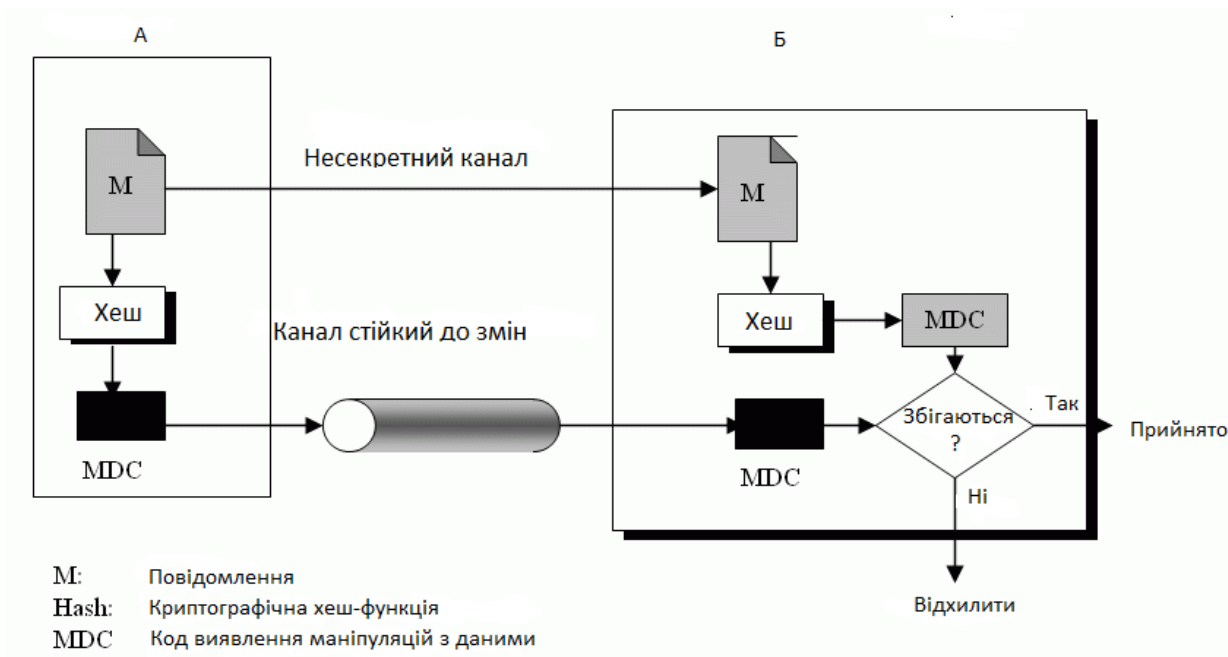 А
Б
Несекретний канал
M
M
Хеш
Хеш
MDC
Канал стійкий до змін
Збігаються
?
Так
Прийнято
MDC
MDC
Ні
Відхилити
M: Повідомлення
Hash: Криптографічна хеш-функція
MDC Код виявлення маніпуляцій з даними